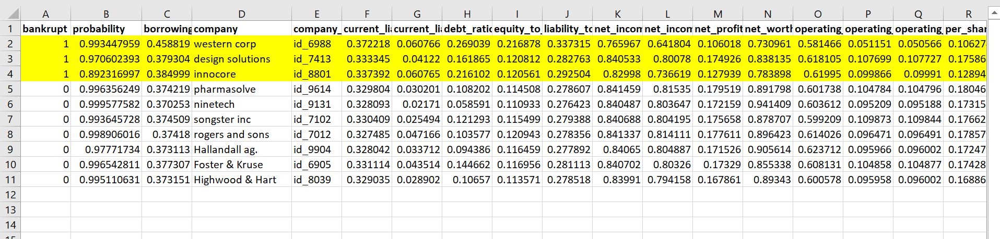 A B C D E F G H I J K L M N O P Q R
1 bankrupt probability borrowing company company_ current_lia current_lia debt_ratio equity_to_ liability_to net_incom net_incom net_profit net_worth operating_ operating_ operating_ per_shar
2 1 0.993447959 0.458819 western corp id_6988 0.372218 0.060766 0.269039 0.216878 0.337315 0.765967 0.641804 0.106018 0.730961 0.581466 0.051151 0.050566 0.10627
3 1 0.970602393 0.379304 design solutions id_7413 0.333345 0.04122 0.161865 0.120812 0.282763 0.840533 0.80078 0.174926 0.838135 0.618105 0.107699 0.107727 0.17586
4 1 0.892316997 0.384999 innocore id_8801 0.337392 0.060765 0.216102 0.120561 0.292504 0.82998 0.736619 0.127939 0.783898 0.61995 0.099866 0.09991 0.12894
5 0 0.996356249 0.374219 pharmasolve id_9614 0.329804 0.030201 0.108202 0.114508 0.278607 0.841459 0.81535 0.179519 0.891798 0.601738 0.104784 0.104796 0.18046
6 0 0.999577582 0.370253 ninetech id_9131 0.328093 0.02171 0.058591 0.110933 0.276423 0.840487 0.803647 0.172159 0.941409 0.603612 0.095209 0.095188 0.17315
7 0 0.993645728 0.374509 songster inc id_7102 0.330409 0.025494 0.121293 0.115499 0.279388 0.840688 0.804195 0.175658 0.878707 0.599209 0.109873 0.109844 0.17662
8 0 0.998906016 0.37418 rogers and sons id_7012 0.327485 0.047166 0.103577 0.120943 0.278356 0.841337 0.814111 0.177611 0.896423 0.614026 0.096471 0.096491 0.17857
9 0 0.97771734 0.373113 Hallandall ag. id_9904 0.328042 0.033712 0.094386 0.116459 0.277892 0.84065 0.804887 0.171526 0.905614 0.623712 0.095966 0.096002 0.17247
10 0 0.996542811 0.377307 Foster & Kruse id_6905 0.331114 0.043514 0.144662 0.116956 0.281113 0.840702 0.80326 0.17329 0.855338 0.608131 0.104858 0.104877 0.17428
11 0 0.995110631 0.373151 Highwood & Hart id_8039 0.329035 0.028902 0.10657 0.113571 0.278518 0.83991 0.794158 0.167861 0.89343 0.600578 0.095958 0.096002 0.16886
12
13
14